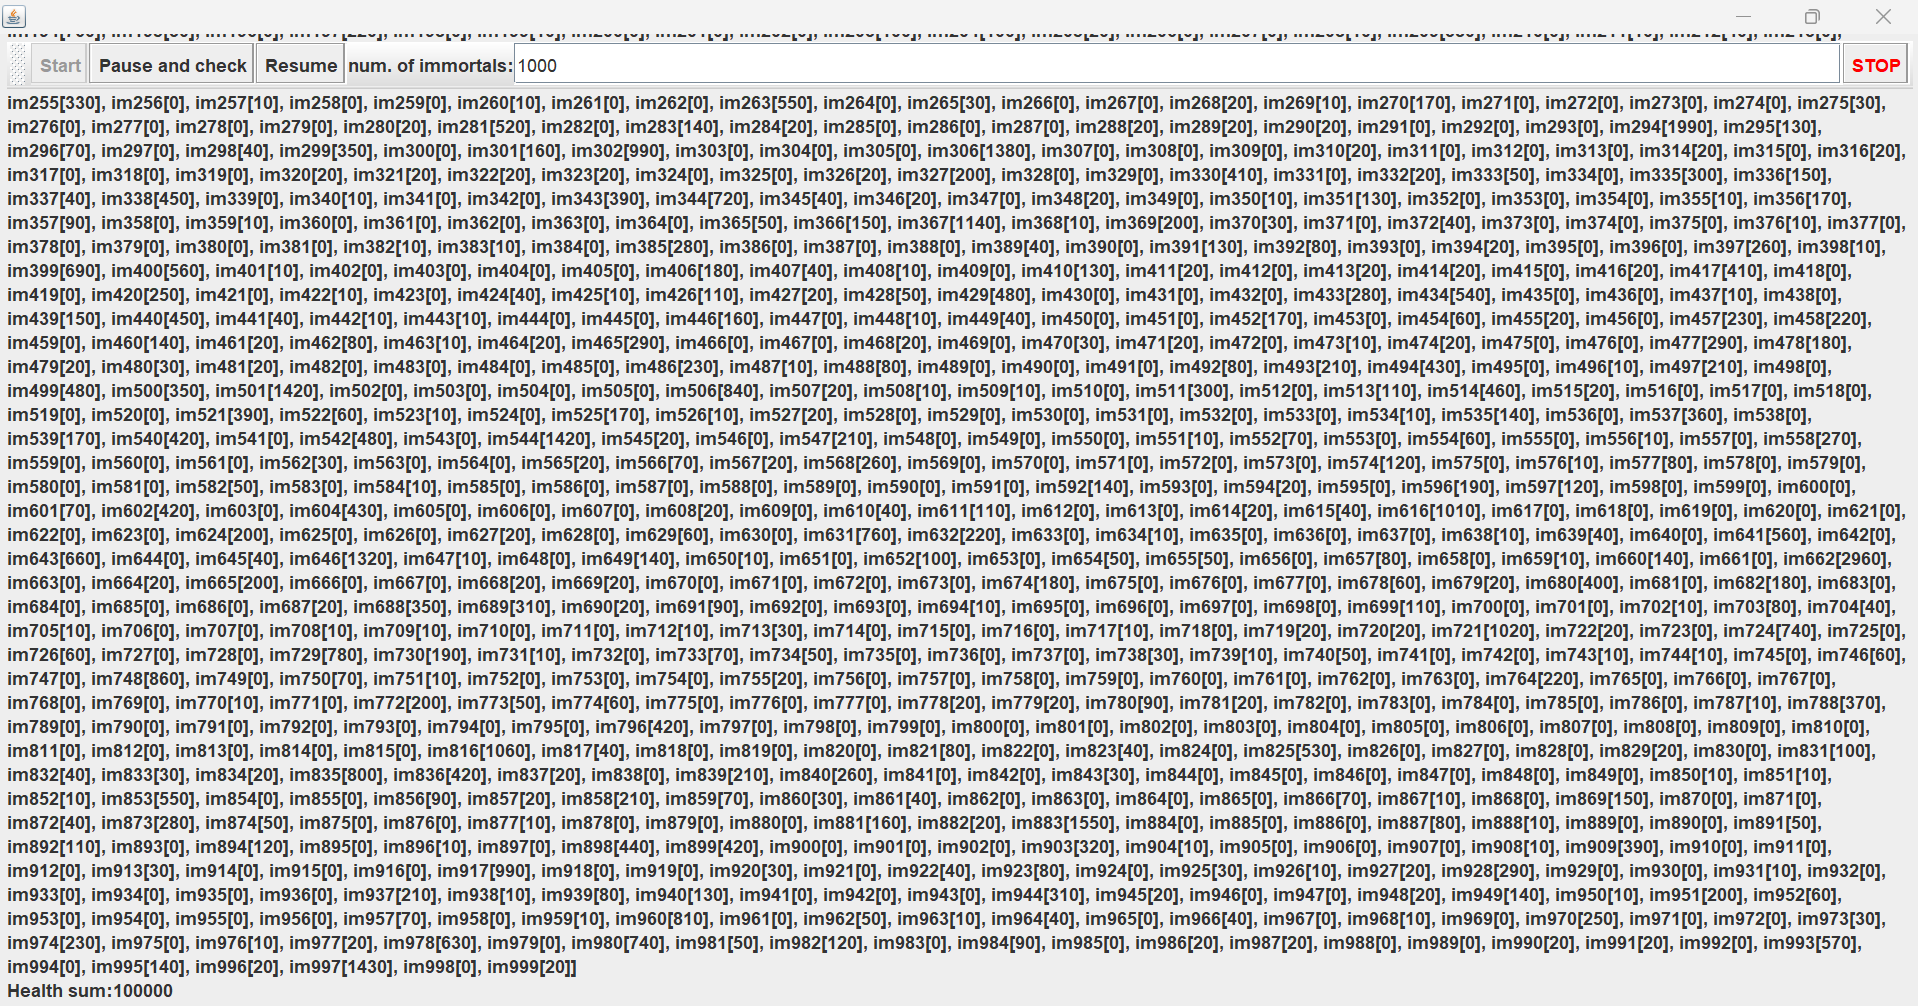 Start Pause and check Resume num. of immortals: 1000 STOP
im255[330], im256[0], im257[10], im258[0], im259[0], im260[10], im261[0], im262[0], im263[550], im264[0], im265[30], im266[0], im267[0], im268[20], im269[10], im270[170], im271[0], im272[0], im273[0], im274[0], im275[30],
im276[0], im277[0], im278[0], im279[0], im280[20], im281[520], im282[0], im283[140], im284[20], im285[0], im286[0], im287[0], im288[20], im289[20], im290[20], im291[0], im292[0], im293[0], im294[1990], im295[130],
im296[70], im297[0], im298[40], im299[350], im300[0], im301[160], im302[990], im303[0], im304[0], im305[0], im306[1380], im307[0], im308[0], im309[0], im310[20], im311[0], im312[0], im313[0], im314[20], im315[0], im316[20],
im317[0], im318[0], im319[0], im320[20], im321[20], im322[20], im323[20], im324[0], im325[0], im326[20], im327[200], im328[0], im329[0], im330[410], im331[0], im332[20], im333[50], im334[0], im335[300], im336[150],
im337[40], im338[450], im339[0], im340[10], im341[0], im342[0], im343[390], im344[720], im345[40], im346[20], im347[0], im348[20], im349[0], im350[10], im351[130], im352[0], im353[0], im354[0], im355[10], im356[170],
im357[90], im358[0], im359[10], im360[0], im361[0], im362[0], im363[0], im364[0], im365[50], im366[150], im367[1140], im368[10], im369[200], im370[30], im371[0], im372[40], im373[0], im374[0], im375[0], im376[10], im377[0],
im378[0], im379[0], im380[0], im381[0], im382[10], im383[10], im384[0], im385[280], im386[0], im387[0], im388[0], im389[40], im390[0], im391[130], im392[80], im393[0], im394[20], im395[0], im396[0], im397[260], im398[10],
im399[690], im400[560], im401[10], im402[0], im403[0], im404[0], im405[0], im406[180], im407[40], im408[10], im409[0], im410[130], im411[20], im412[0], im413[20], im414[20], im415[0], im416[20], im417[410], im418[0],
im419[0], im420[250], im421[0], im422[10], im423[0], im424[40], im425[10], im426[110], im427[20], im428[50], im429[480], im430[0], im431[0], im432[0], im433[280], im434[540], im435[0], im436[0], im437[10], im438[0],
im439[150], im440[450], im441[40], im442[10], im443[10], im444[0], im445[0], im446[160], im447[0], im448[10], im449[40], im450[0], im451[0], im452[170], im453[0], im454[60], im455[20], im456[0], im457[230], im458[220],
im459[0], im460[140], im461[20], im462[80], im463[10], im464[20], im465[290], im466[0], im467[0], im468[20], im469[0], im470[30], im471[20], im472[0], im473[10], im474[20], im475[0], im476[0], im477[290], im478[180],
im479[20], im480[30], im481[20], im482[0], im483[0], im484[0], im485[0], im486[230], im487[10], im488[80], im489[0], im490[0], im491[0], im492[80], im493[210], im494[430], im495[0], im496[10], im497[210], im498[0],
im499[480], im500[350], im501[1420], im502[0], im503[0], im504[0], im505[0], im506[840], im507[20], im508[10], im509[10], im510[0], im511[300], im512[0], im513[110], im514[460], im515[20], im516[0], im517[0], im518[0],
im519[0], im520[0], im521[390], im522[60], im523[10], im524[0], im525[170], im526[10], im527[20], im528[0], im529[0], im530[0], im531[0], im532[0], im533[0], im534[10], im535[140], im536[0], im537[360], im538[0],
im539[170], im540[420], im541[0], im542[480], im543[0], im544[1420], im545[20], im546[0], im547[210], im548[0], im549[0], im550[0], im551[10], im552[70], im553[0], im554[60], im555[0], im556[10], im557[0], im558[270],
im559[0], im560[0], im561[0], im562[30], im563[0], im564[0], im565[20], im566[70], im567[20], im568[260], im569[0], im570[0], im571[0], im572[0], im573[0], im574[120], im575[0], im576[10], im577[80], im578[0], im579[0],
im580[0], im581[0], im582[50], im583[0], im584[10], im585[0], im586[0], im587[0], im588[0], im589[0], im590[0], im591[0], im592[140], im593[0], im594[20], im595[0], im596[190], im597[120], im598[0], im599[0], im600[0],
im601[70], im602[420], im603[0], im604[430], im605[0], im606[0], im607[0], im608[20], im609[0], im610[40], im611[110], im612[0], im613[0], im614[20], im615[40], im616[1010], im617[0], im618[0], im619[0], im620[0], im621[0],
im622[0], im623[0], im624[200], im625[0], im626[0], im627[20], im628[0], im629[60], im630[0], im631[760], im632[220], im633[0], im634[10], im635[0], im636[0], im637[0], im638[10], im639[40], im640[0], im641[560], im642[0],
im643[660], im644[0], im645[40], im646[1320], im647[10], im648[0], im649[140], im650[10], im651[0], im652[100], im653[0], im654[50], im655[50], im656[0], im657[80], im658[0], im659[10], im660[140], im661[0], im662[2960],
im663[0], im664[20], im665[200], im666[0], im667[0], im668[20], im669[20], im670[0], im671[0], im672[0], im673[0], im674[180], im675[0], im676[0], im677[0], im678[60], im679[20], im680[400], im681[0], im682[180], im683[0],
im684[0], im685[0], im686[0], im687[20], im688[350], im689[310], im690[20], im691[90], im692[0], im693[0], im694[10], im695[0], im696[0], im697[0], im698[0], im699[110], im700[0], im701[0], im702[10], im703[80], im704[40],
im705[10], im706[0], im707[0], im708[10], im709[10], im710[0], im711[0], im712[10], im713[30], im714[0], im715[0], im716[0], im717[10], im718[0], im719[20], im720[20], im721[1020], im722[20], im723[0], im724[740], im725[0],
im726[60], im727[0], im728[0], im729[780], im730[190], im731[10], im732[0], im733[70], im734[50], im735[0], im736[0], im737[0], im738[30], im739[10], im740[50], im741[0], im742[0], im743[10], im744[10], im745[0], im746[60],
im747[0], im748[860], im749[0], im750[70], im751[10], im752[0], im753[0], im754[0], im755[20], im756[0], im757[0], im758[0], im759[0], im760[0], im761[0], im762[0], im763[0], im764[220], im765[0], im766[0], im767[0],
im768[0], im769[0], im770[10], im771[0], im772[200], im773[50], im774[60], im775[0], im776[0], im777[0], im778[20], im779[20], im780[90], im781[20], im782[0], im783[0], im784[0], im785[0], im786[0], im787[10], im788[370],
im789[0], im790[0], im791[0], im792[0], im793[0], im794[0], im795[0], im796[420], im797[0], im798[0], im799[0], im800[0], im801[0], im802[0], im803[0], im804[0], im805[0], im806[0], im807[0], im808[0], im809[0], im810[0],
im811[0], im812[0], im813[0], im814[0], im815[0], im816[1060], im817[40], im818[0], im819[0], im820[0], im821[80], im822[0], im823[40], im824[0], im825[530], im826[0], im827[0], im828[0], im829[20], im830[0], im831[100],
im832[40], im833[30], im834[20], im835[800], im836[420], im837[20], im838[0], im839[210], im840[260], im841[0], im842[0], im843[30], im844[0], im845[0], im846[0], im847[0], im848[0], im849[0], im850[10], im851[10],
im852[10], im853[550], im854[0], im855[0], im856[90], im857[20], im858[210], im859[70], im860[30], im861[40], im862[0], im863[0], im864[0], im865[0], im866[70], im867[10], im868[0], im869[150], im870[0], im871[0],
im872[40], im873[280], im874[50], im875[0], im876[0], im877[10], im878[0], im879[0], im880[0], im881[160], im882[20], im883[1550], im884[0], im885[0], im886[0], im887[80], im888[10], im889[0], im890[0], im891[50],
im892[110], im893[0], im894[120], im895[0], im896[10], im897[0], im898[440], im899[420], im900[0], im901[0], im902[0], im903[320], im904[10], im905[0], im906[0], im907[0], im908[10], im909[390], im910[0], im911[0],
im912[0], im913[30], im914[0], im915[0], im916[0], im917[990], im918[0], im919[0], im920[30], im921[0], im922[40], im923[80], im924[0], im925[30], im926[10], im927[20], im928[290], im929[0], im930[0], im931[10], im932[0],
im933[0], im934[0], im935[0], im936[0], im937[210], im938[10], im939[80], im940[130], im941[0], im942[0], im943[0], im944[310], im945[20], im946[0], im947[0], im948[20], im949[140], im950[10], im951[200], im952[60],
im953[0], im954[0], im955[0], im956[0], im957[70], im958[0], im959[10], im960[810], im961[0], im962[50], im963[10], im964[40], im965[0], im966[40], im967[0], im968[10], im969[0], im970[250], im971[0], im972[0], im973[30],
im974[230], im975[0], im976[10], im977[20], im978[630], im979[0], im980[740], im981[50], im982[120], im983[0], im984[90], im985[0], im986[20], im987[20], im988[0], im989[0], im990[20], im991[20], im992[0], im993[570],
im994[0], im995[140], im996[20], im997[1430], im998[0], im999[20]]
Health sum:100000